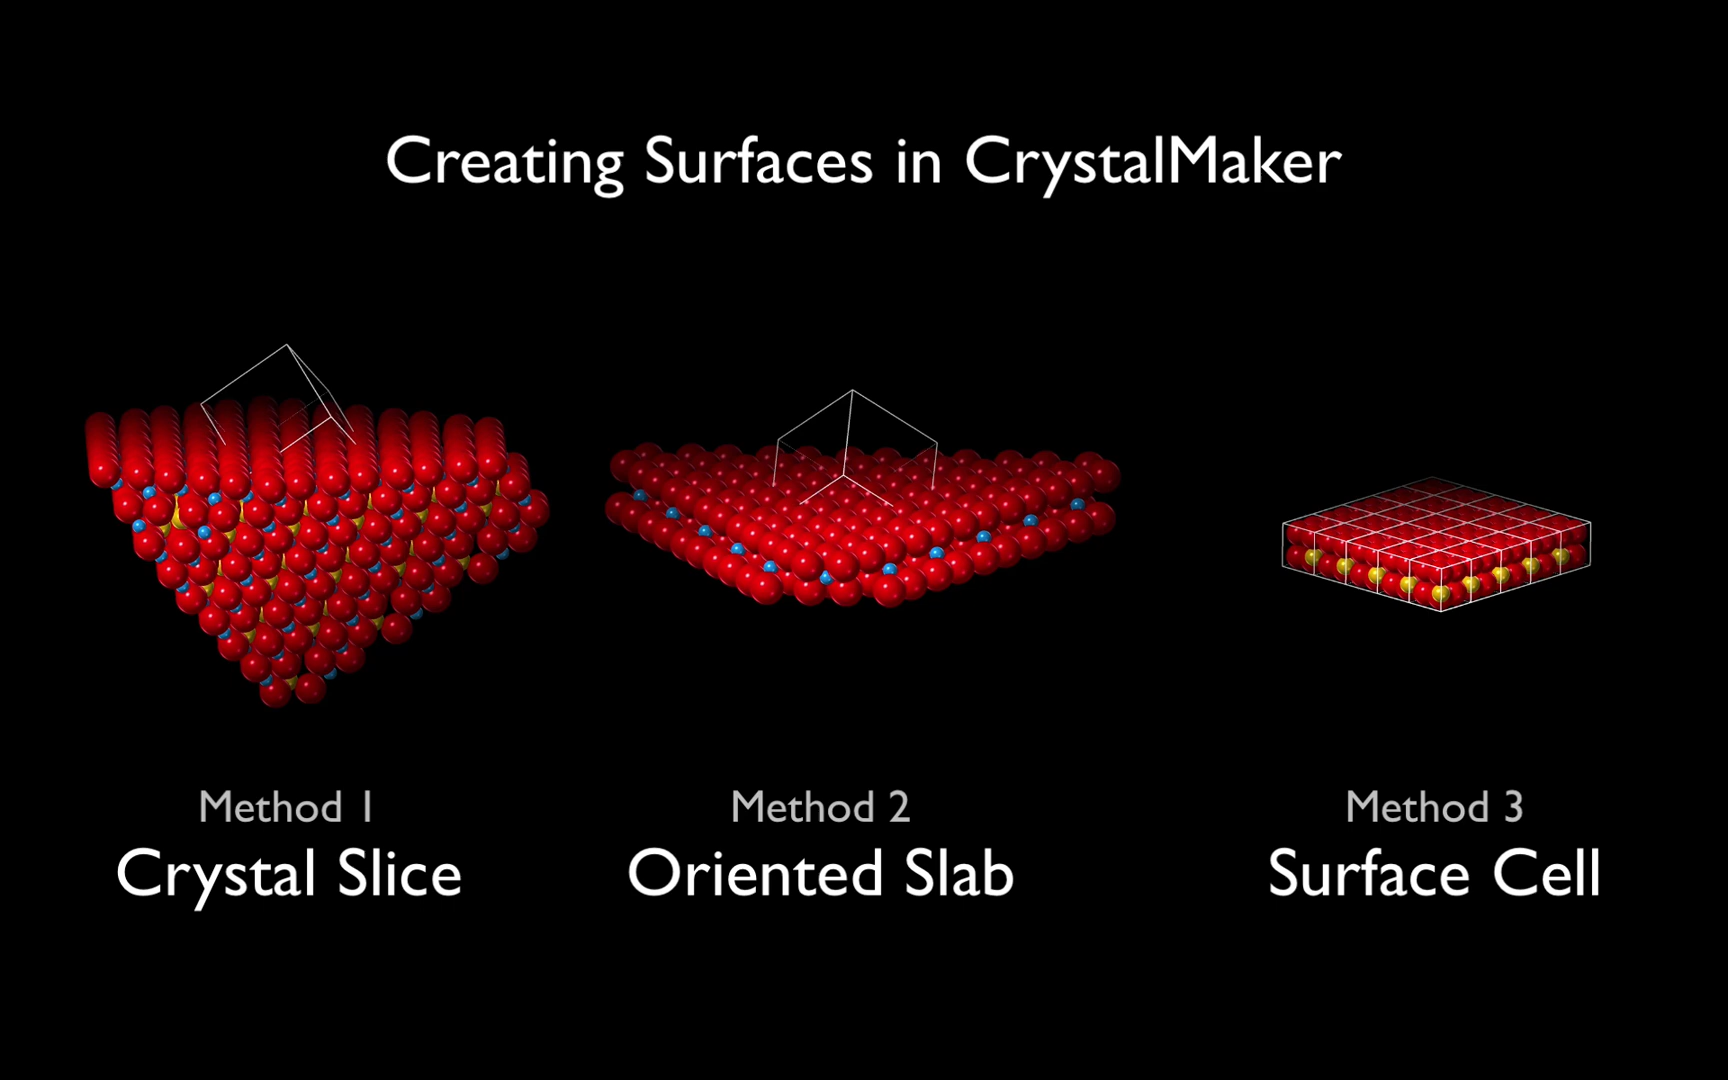 Creating Surfaces in CrystalMaker
Method 1
Crystal Slice
Method 2
Oriented Slab
Method 3
Surface Cell